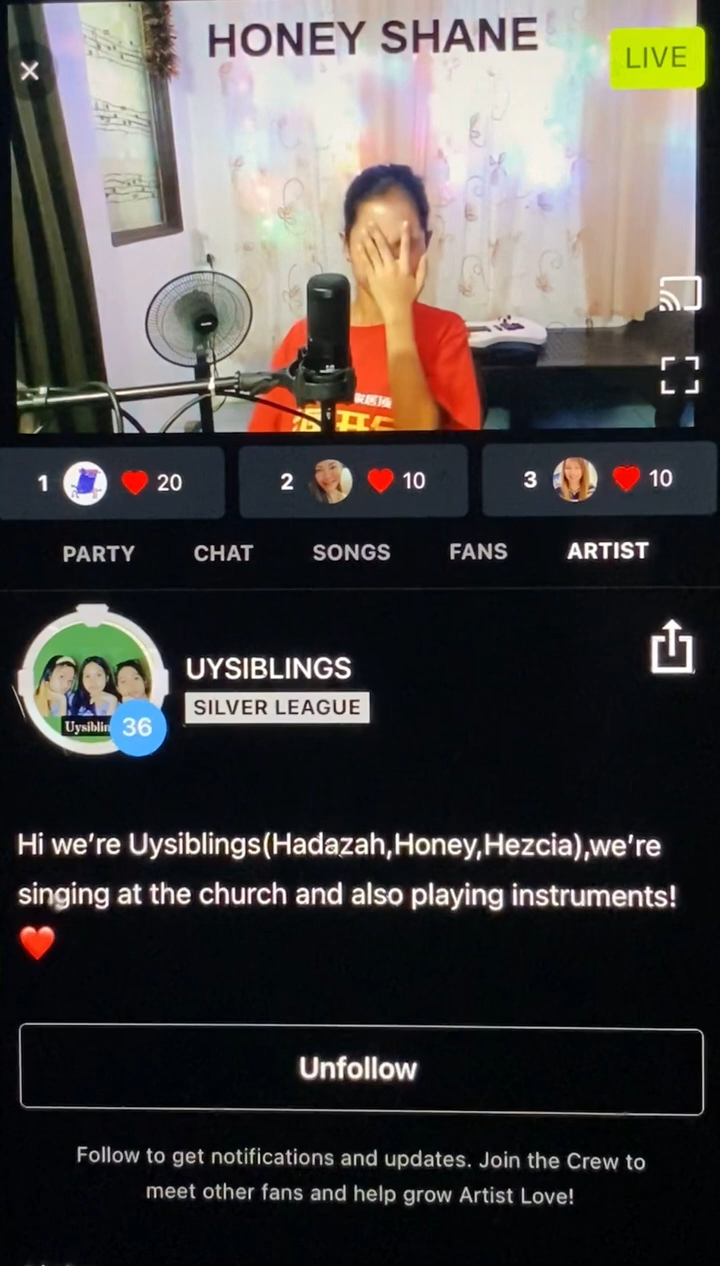 HONEY SHANE
LIVE
1 20
2 10
3 10
PARTY CHAT SONGS FANS ARTIST
UYSIBLINGS
SILVER LEAGUE
Uysiblin
36
Hi we’re Uysiblings(Hadazah,Honey,Hezcia),we’re
singing at the church and also playing instruments!
❤️
Unfollow
Follow to get notifications and updates. Join the Crew to
meet other fans and help grow Artist Love!